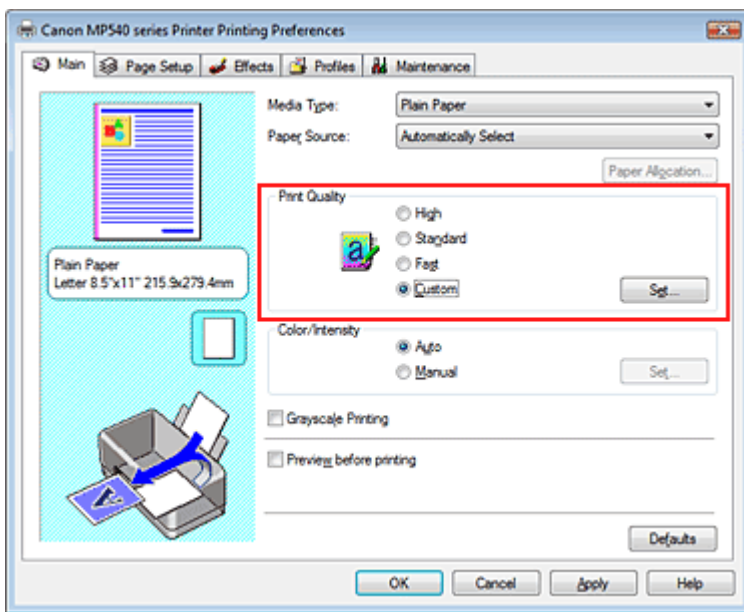 Canon MP540 series Printer Printing Preferences
Main Page Setup Effects Profiles Maintenance
Media Type: Plain Paper
Paper Source: Automatically Select
Paper Allocation...
Print Quality
High
Standard
Fast
Custom Set...
Plain Paper
Letter 8.5"x11" 215.9x279.4mm
Color/Intensity
Auto
Manual Set...
Grayscale Printing
Preview before printing
Defaults
OK Cancel Apply Help